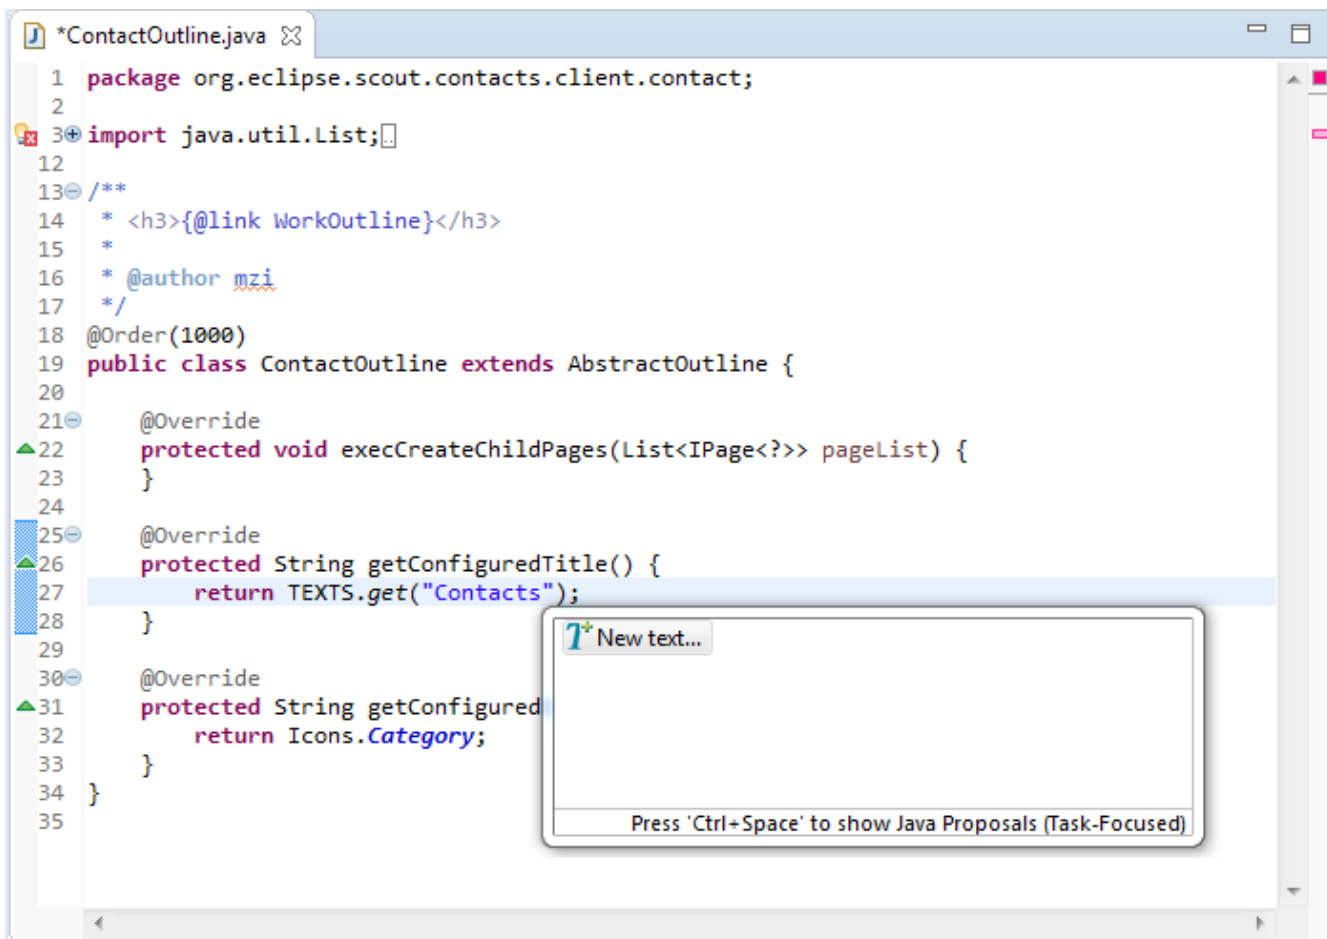 *ContactOutline.java
1 package org.eclipse.scout.contacts.client.contact;
2
3 import java.util.List;
12
13 /**
14  * <h3>{@link WorkOutline}</h3>
15  *
16  * @author mzi
17  */
18 @Order(1000)
19 public class ContactOutline extends AbstractOutline {
20
21     @Override
22     protected void execCreateChildPages(List<IPage<?>> pageList) {
23     }
24
25     @Override
26     protected String getConfiguredTitle() {
27         return TEXTS.get("Contacts");
28     }
29
30     @Override
31     protected String getConfigured
32         return Icons.Category;
33     }
34 }
35
New text...
Press 'Ctrl+Space' to show Java Proposals (Task-Focused)